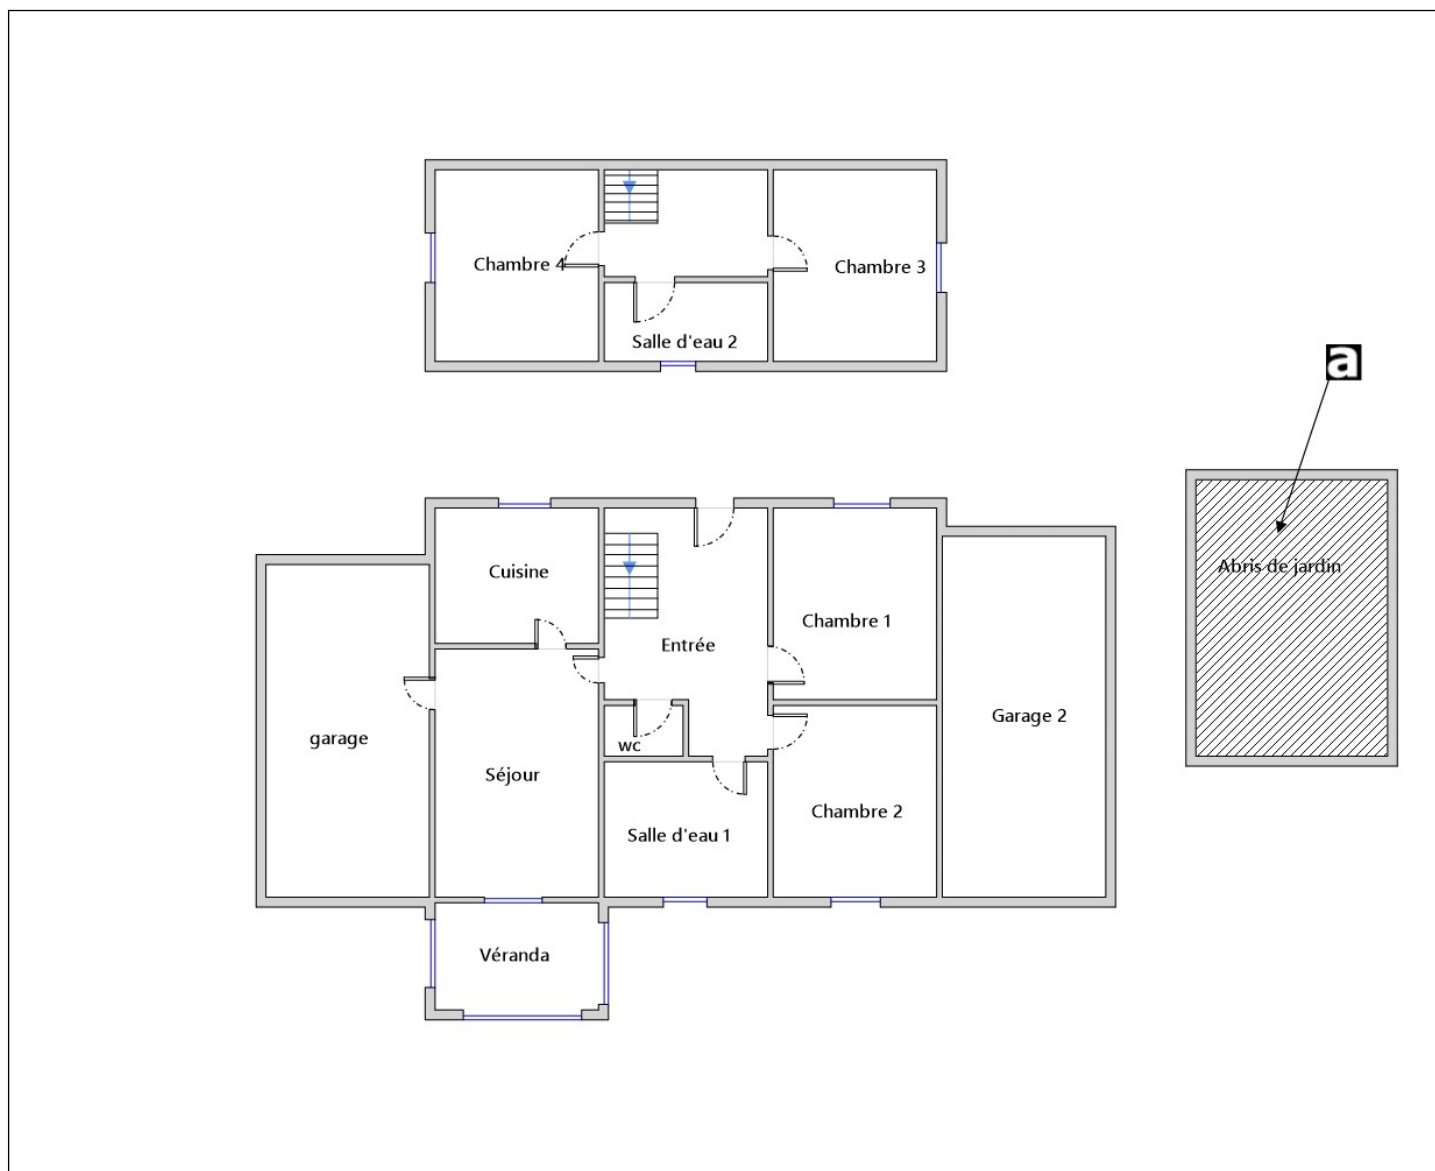 Chambre 4
Chambre 3
Salle d'eau 2
a
Cuisine
Abris de jardin
Chambre 1
Entrée
Garage 2
garage
wc
Séjour
Chambre 2
Salle d'eau 1
Véranda